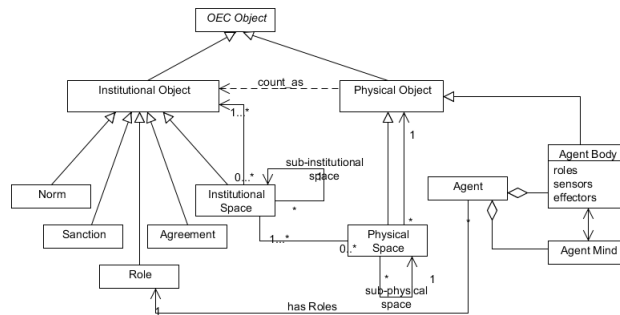 OEC Object
count_as
Institutional Object
Physical Object
1...*
1
Agent Body
roles
sensors
effectors
sub-institutional
space
1
0...*
Agent
Norm
Institutional
Space
*
*
*
Sanction
Agreement
1...*
0..*
Physical
Space
Agent Mind
Role
*
1
sub-physical
space
has Roles
1